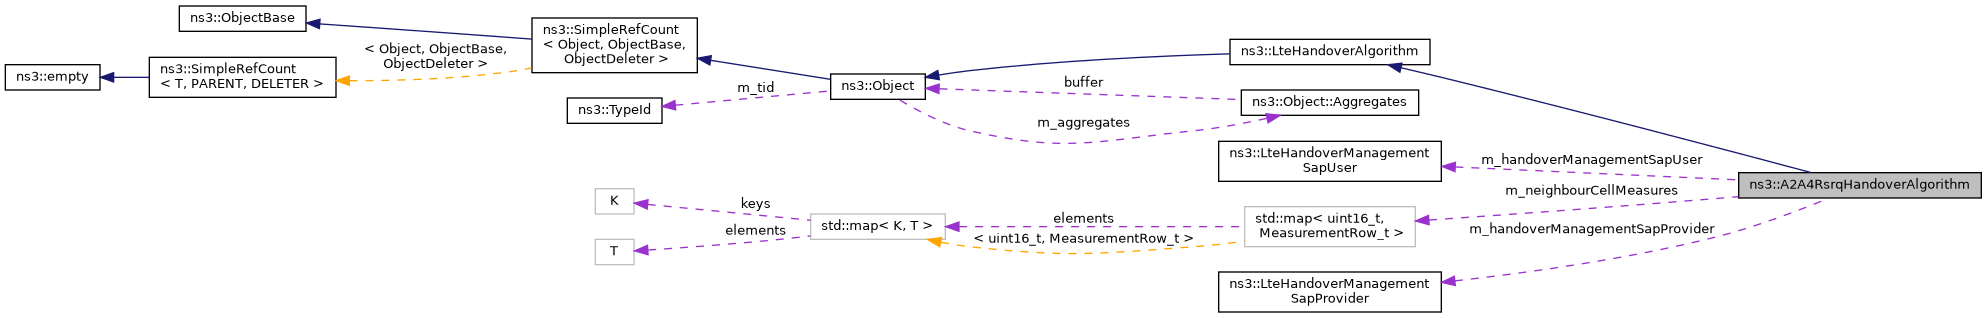 ns3::ObjectBase
ns3::empty
ns3::SimpleRefCount
< T, PARENT, DELETER >
< Object, ObjectBase,
ObjectDeleter >
ns3::SimpleRefCount
< Object, ObjectBase,
ObjectDeleter >
ns3::TypeId
m_tid
ns3::Object
buffer
m_aggregates
ns3::LteHandoverAlgorithm
ns3::Object::Aggregates
ns3::LteHandoverManagement
SapUser
K
T
keys
elements
std::map< K, T >
elements
< uint16_t, MeasurementRow_t >
std::map< uint16_t,
MeasurementRow_t >
ns3::LteHandoverManagement
SapProvider
m_handoverManagementSapUser
m_neighbourCellMeasures
m_handoverManagementSapProvider
ns3::A2A4RsrqHandoverAlgorithm